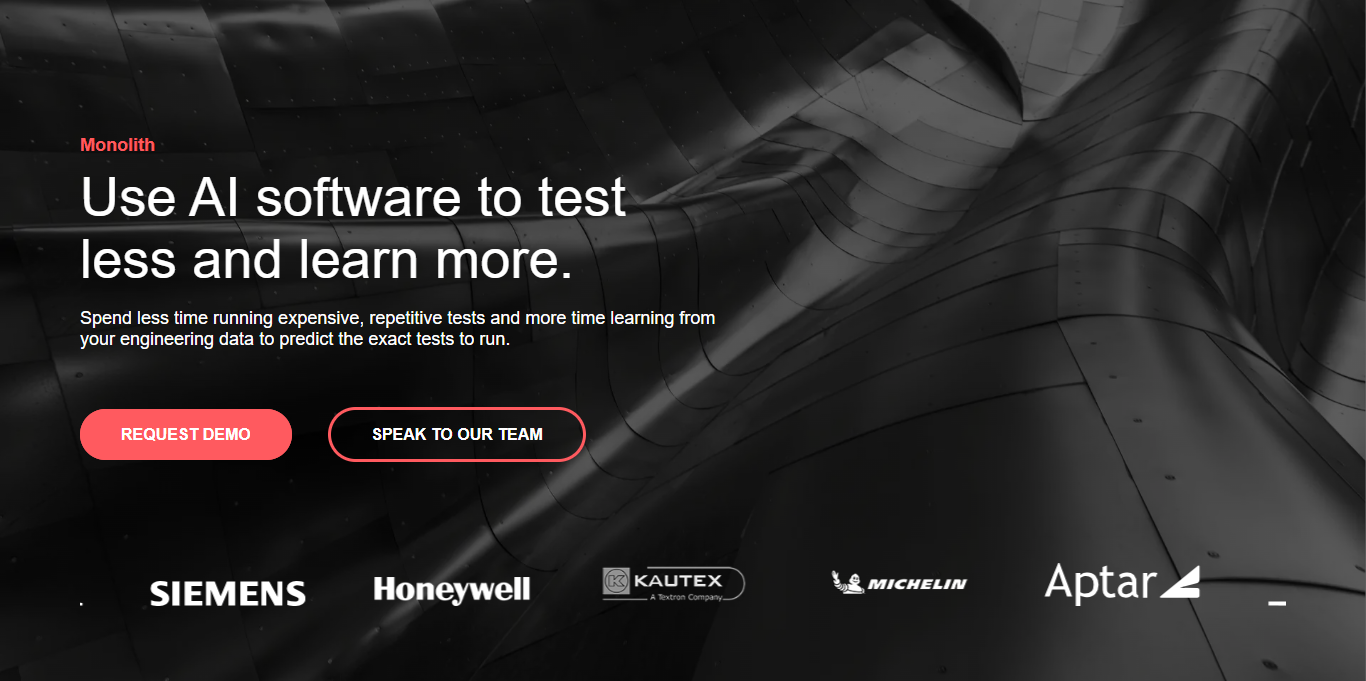 Monolith
Use AI software to test
less and learn more.
Spend less time running expensive, repetitive tests and more time learning from
your engineering data to predict the exact tests to run.
REQUEST DEMO
SPEAK TO OUR TEAM
SIEMENS
Honeywell
K KAUTEX
A Textron Company
MICHELIN
Aptar